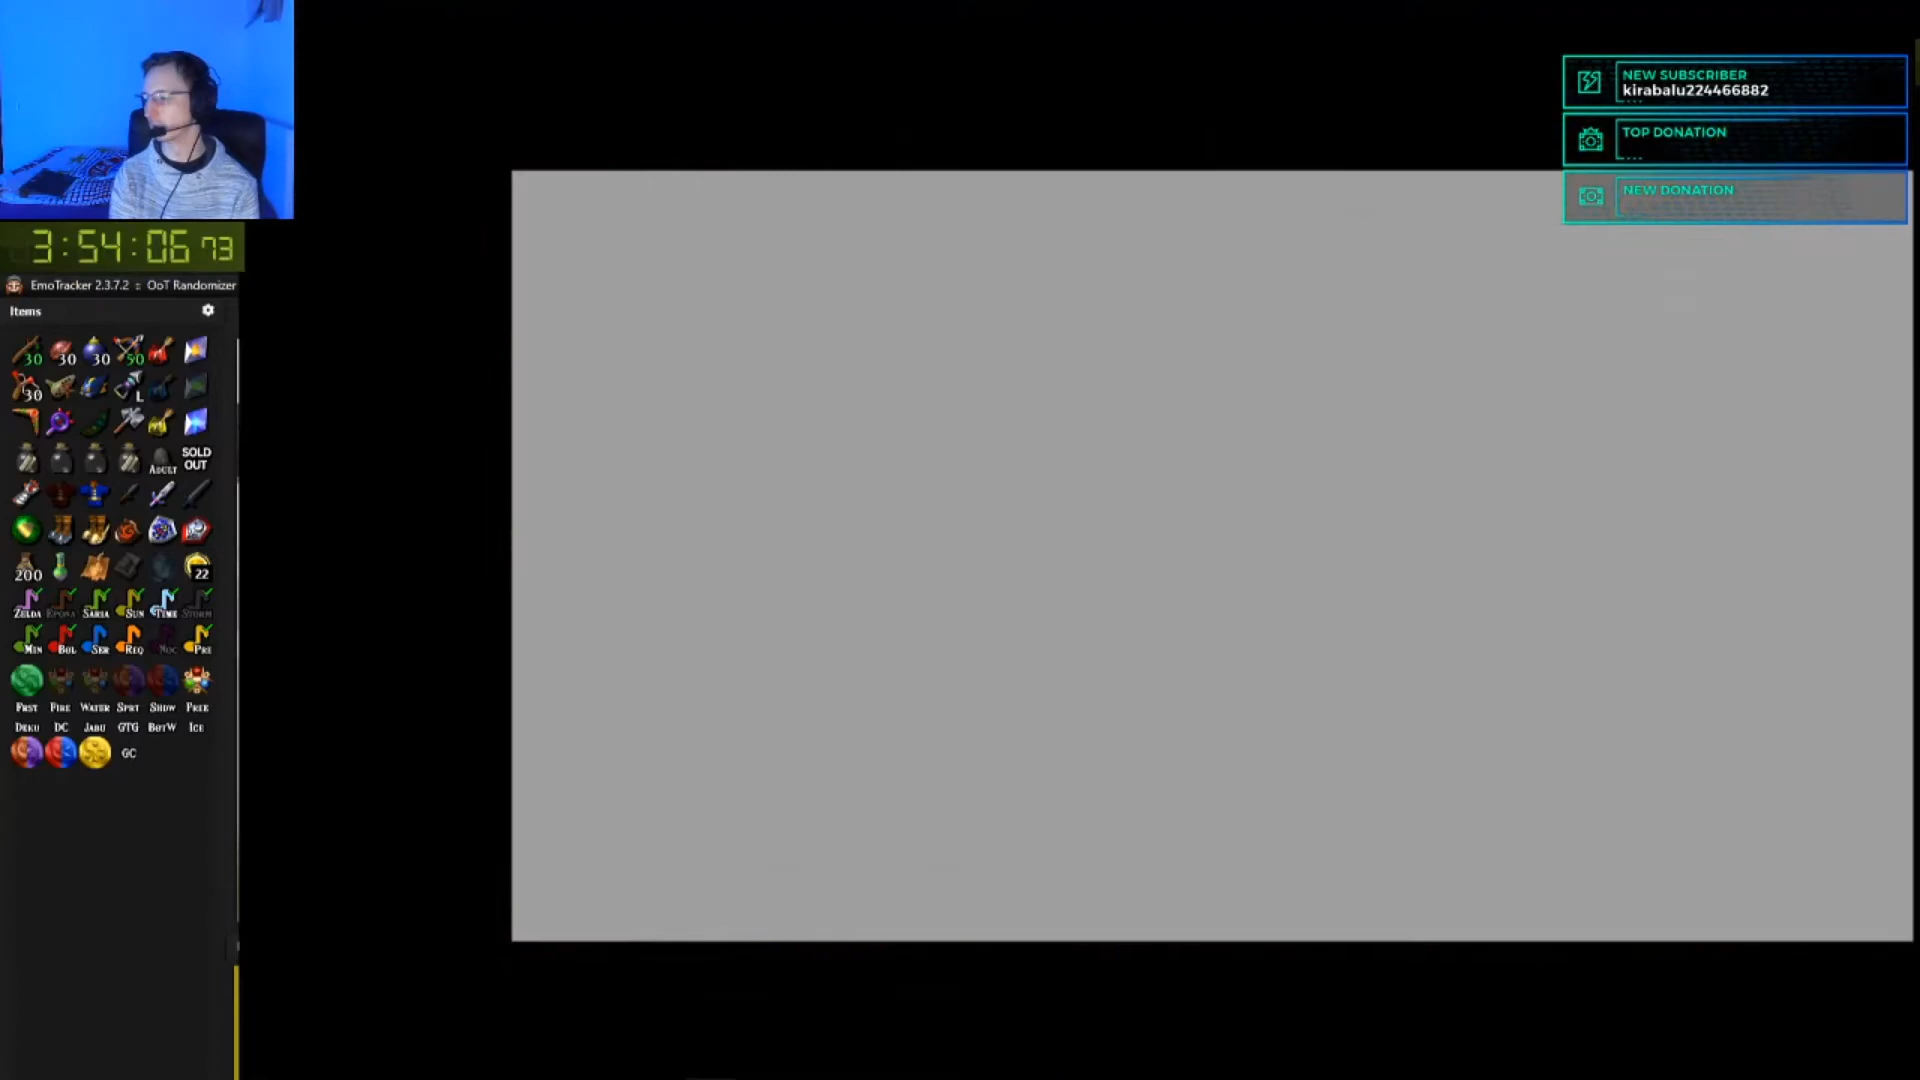 NEW SUBSCRIBER
kirabalu224466882
TOP DONATION
NEW DONATION
3:54:06 73
EmoTracker 2.3.7.2 :: OoT Randomizer
Items
30 30 30 50
30 L
ADULT SOLD OUT
200 22
ZELDA EPONA SARIA SUN TIME STORM
MIN BOL SER REQ NOC PRE
FRST FIRE WATER SPRT SHDW FREE
DEKU DC JABU GTG BOTW ICE
GC